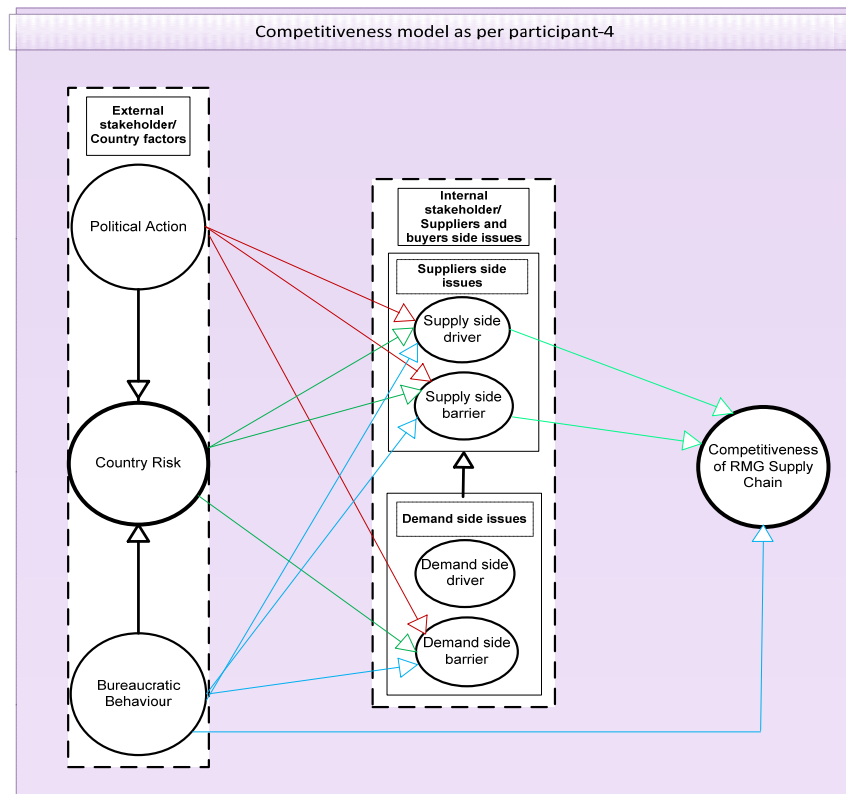 Competitiveness model as per participant-4
External
stakeholder/
Country factors
Political Action
Country Risk
Bureaucratic
Behaviour
Internal
stakeholder/
Suppliers and
buyers side issues
Suppliers side
issues
Supply side
driver
Supply side
barrier
Demand side issues
Demand side
driver
Demand side
barrier
Competitiveness
of RMG Supply
Chain